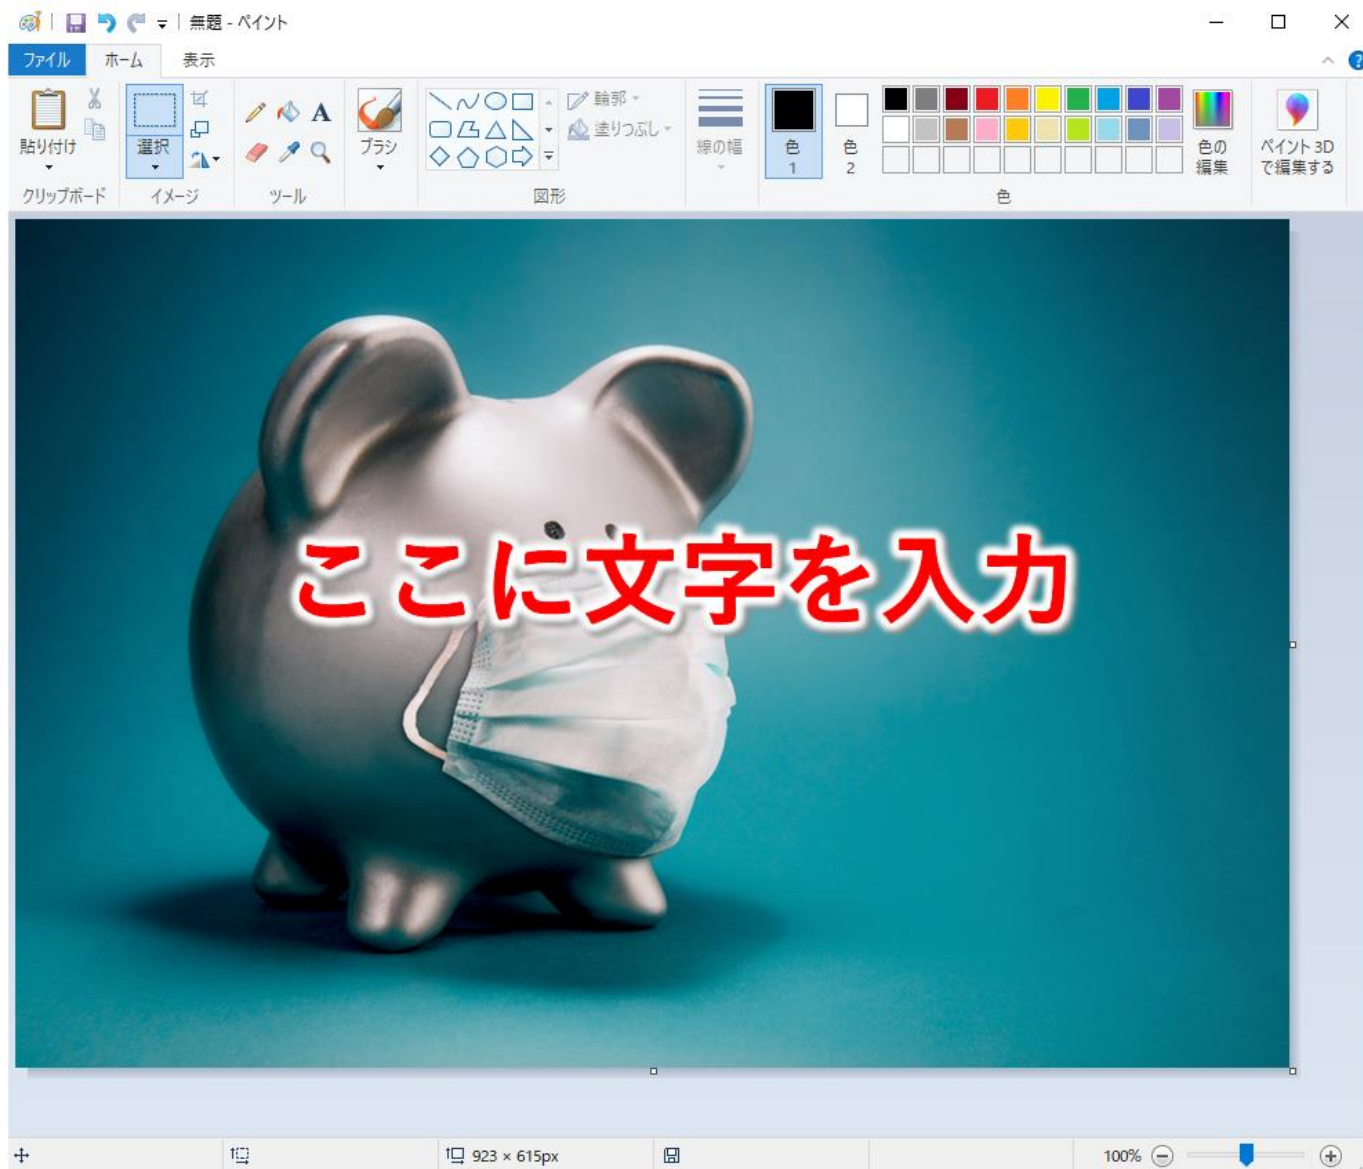 無題 - ペイント
ファイル ホーム 表示
貼り付け
クリップボード
選択
イメージ
A
ツール
ブラシ
輪郭
塗りつぶし
図形
線の幅
色
1
色
2
色の
編集
色
ペイント 3D
で編集する
ここに文字を入力
923 × 615px
100%